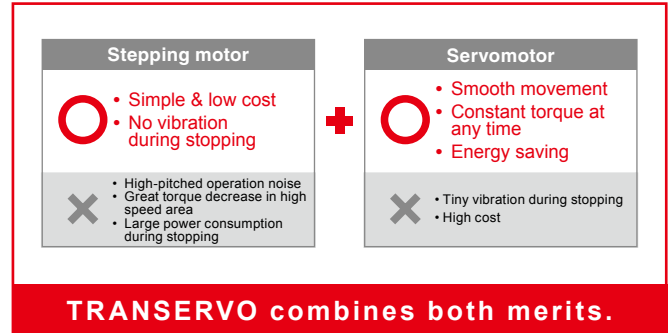 Stepping motor
• Simple & low cost
• No vibration
during stopping
• High-pitched operation noise
• Great torque decrease in high
speed area
• Large power consumption
during stopping
Servomotor
• Smooth movement
• Constant torque at
any time
• Energy saving
• Tiny vibration during stopping
• High cost
TRANSERVO combines both merits.